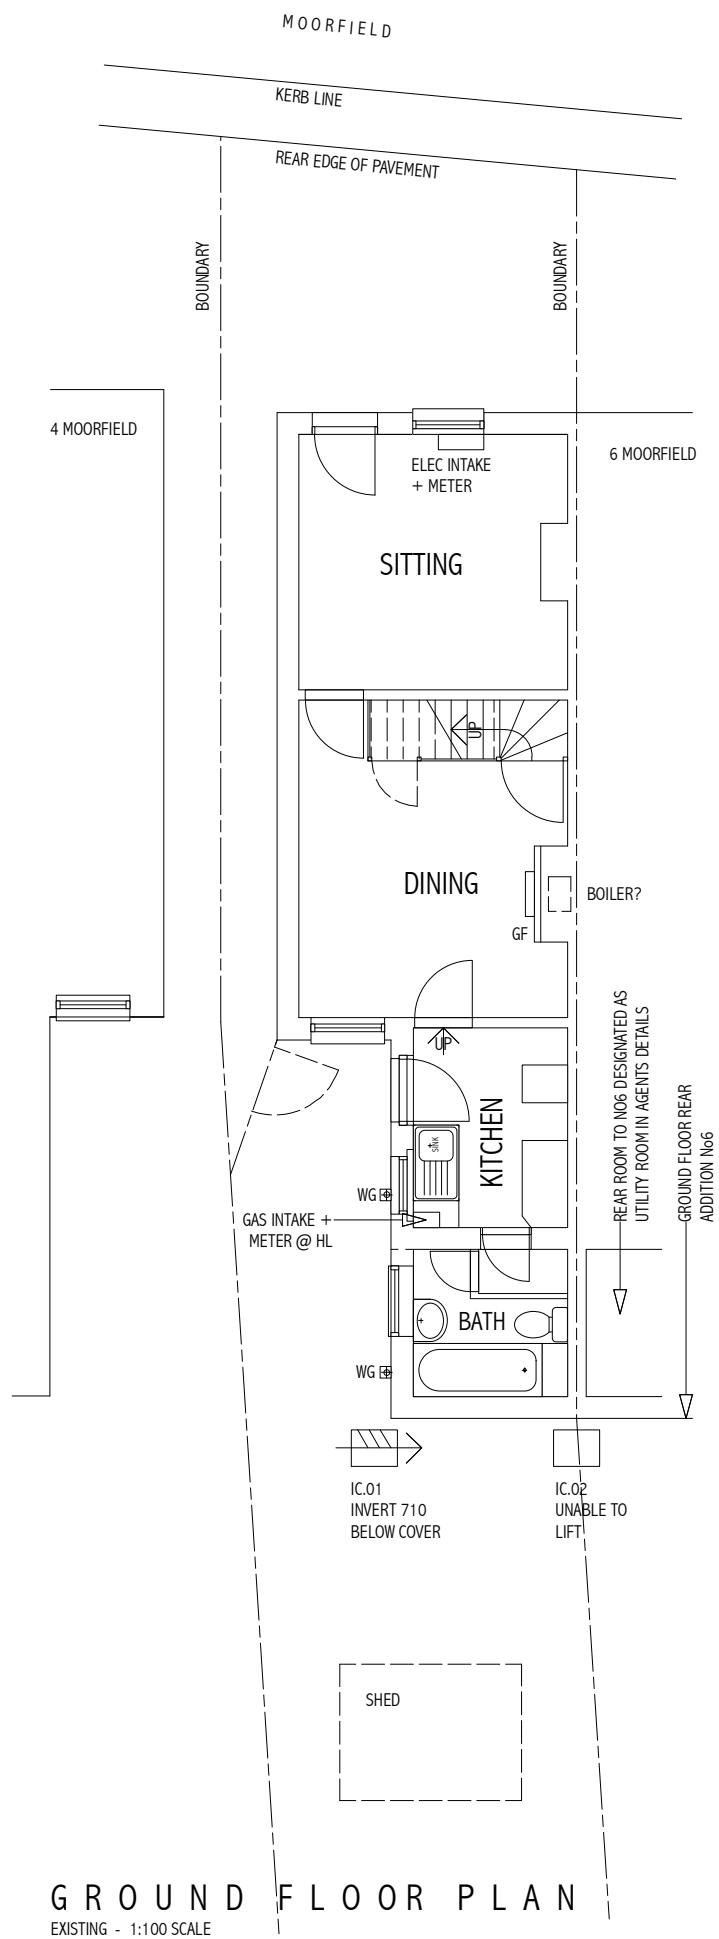 MOORFIELD
KERB LINE
REAR EDGE OF PAVEMENT
BOUNDARY
BOUNDARY
4 MOORFIELD
6 MOORFIELD
ELEC INTAKE
+ METER
SITTING
UP
DINING
BOILER?
GF
UP
KITCHEN
SINK
REAR ROOM TO NO6 DESIGNATED AS
UTILITY ROOM IN AGENTS DETAILS
GROUND FLOOR REAR
ADDITION No6
WG
GAS INTAKE +
METER @ HL
BATH
WG
IC.01
INVERT 710
BELOW COVER
IC.02
UNABLE TO
LIFT
SHED
GROUND FLOOR PLAN
EXISTING - 1:100 SCALE